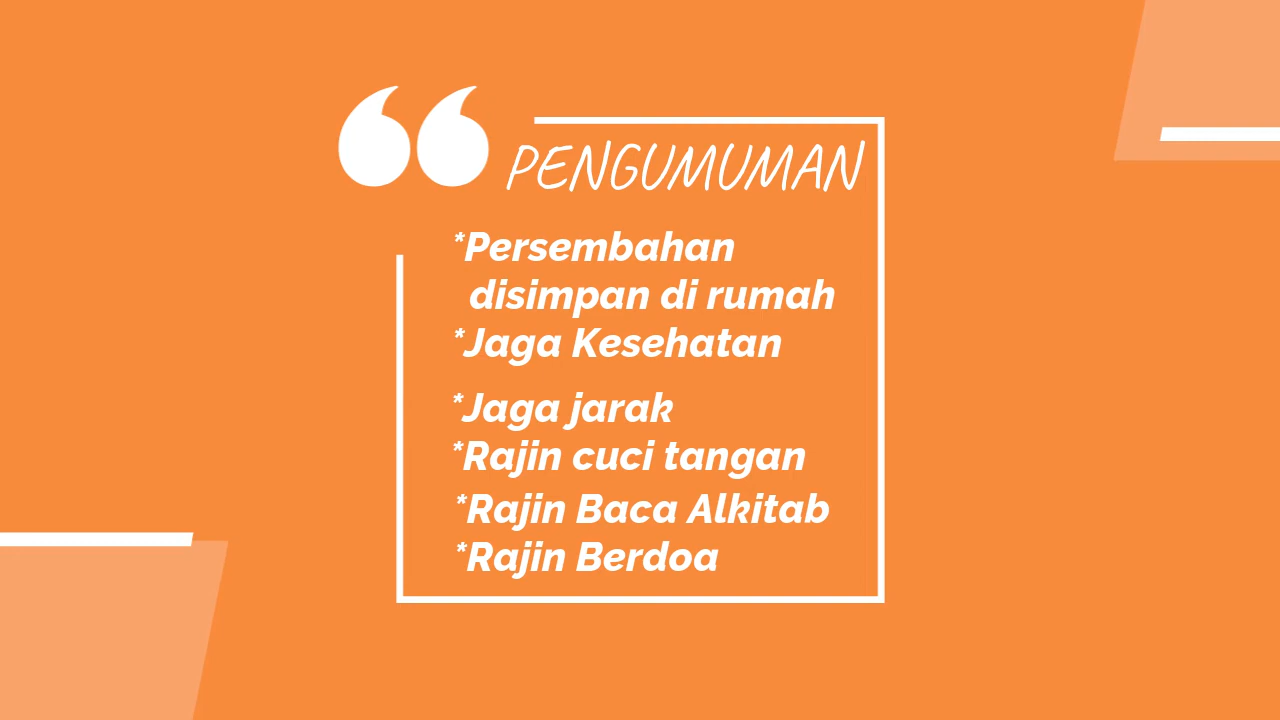 PENGUMUMAN
*Persembahan
disimpan di rumah
*Jaga Kesehatan
*Jaga jarak
*Rajin cuci tangan
*Rajin Baca Alkitab
*Rajin Berdoa